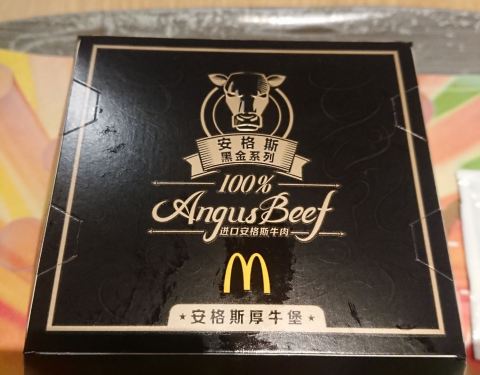 安格斯
黑金系列
100%
Angus Beef
进口安格斯牛肉
安格斯厚牛堡